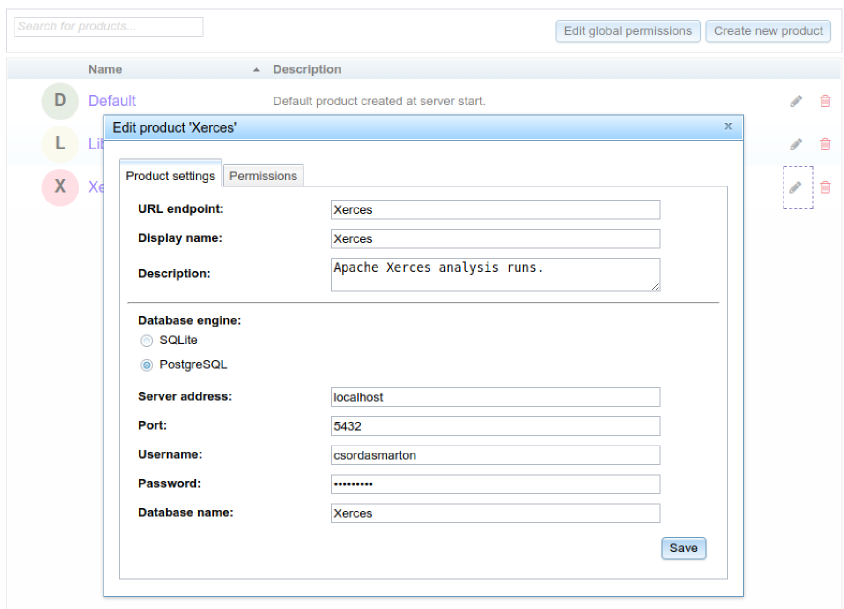 Search for products...
Edit global permissions
Create new product
Name Description
D Default Default product created at server start.
L Lib
X Xe
Edit product 'Xerces' x
Product settings Permissions
URL endpoint: Xerces
Display name: Xerces
Description: Apache Xerces analysis runs.
Database engine:
SQLite
PostgreSQL
Server address: localhost
Port: 5432
Username: csordasmarton
Password: •••••••••
Database name: Xerces
Save